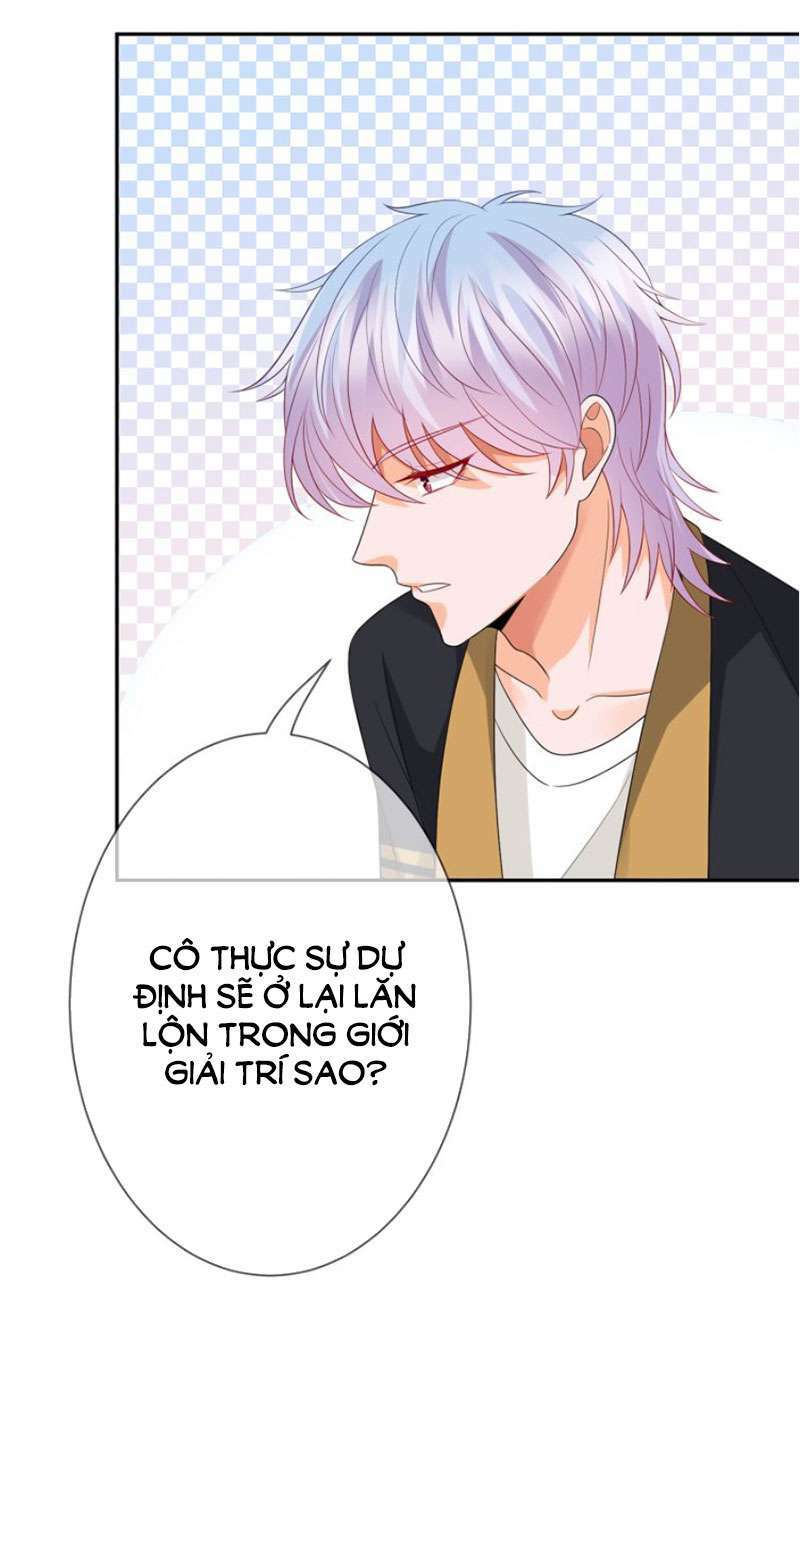 CÔ THỰC SỰ DỰ
ĐỊNH SẼ Ở LẠI LĂN
LỘN TRONG GIỚI
GIẢI TRÍ SAO?